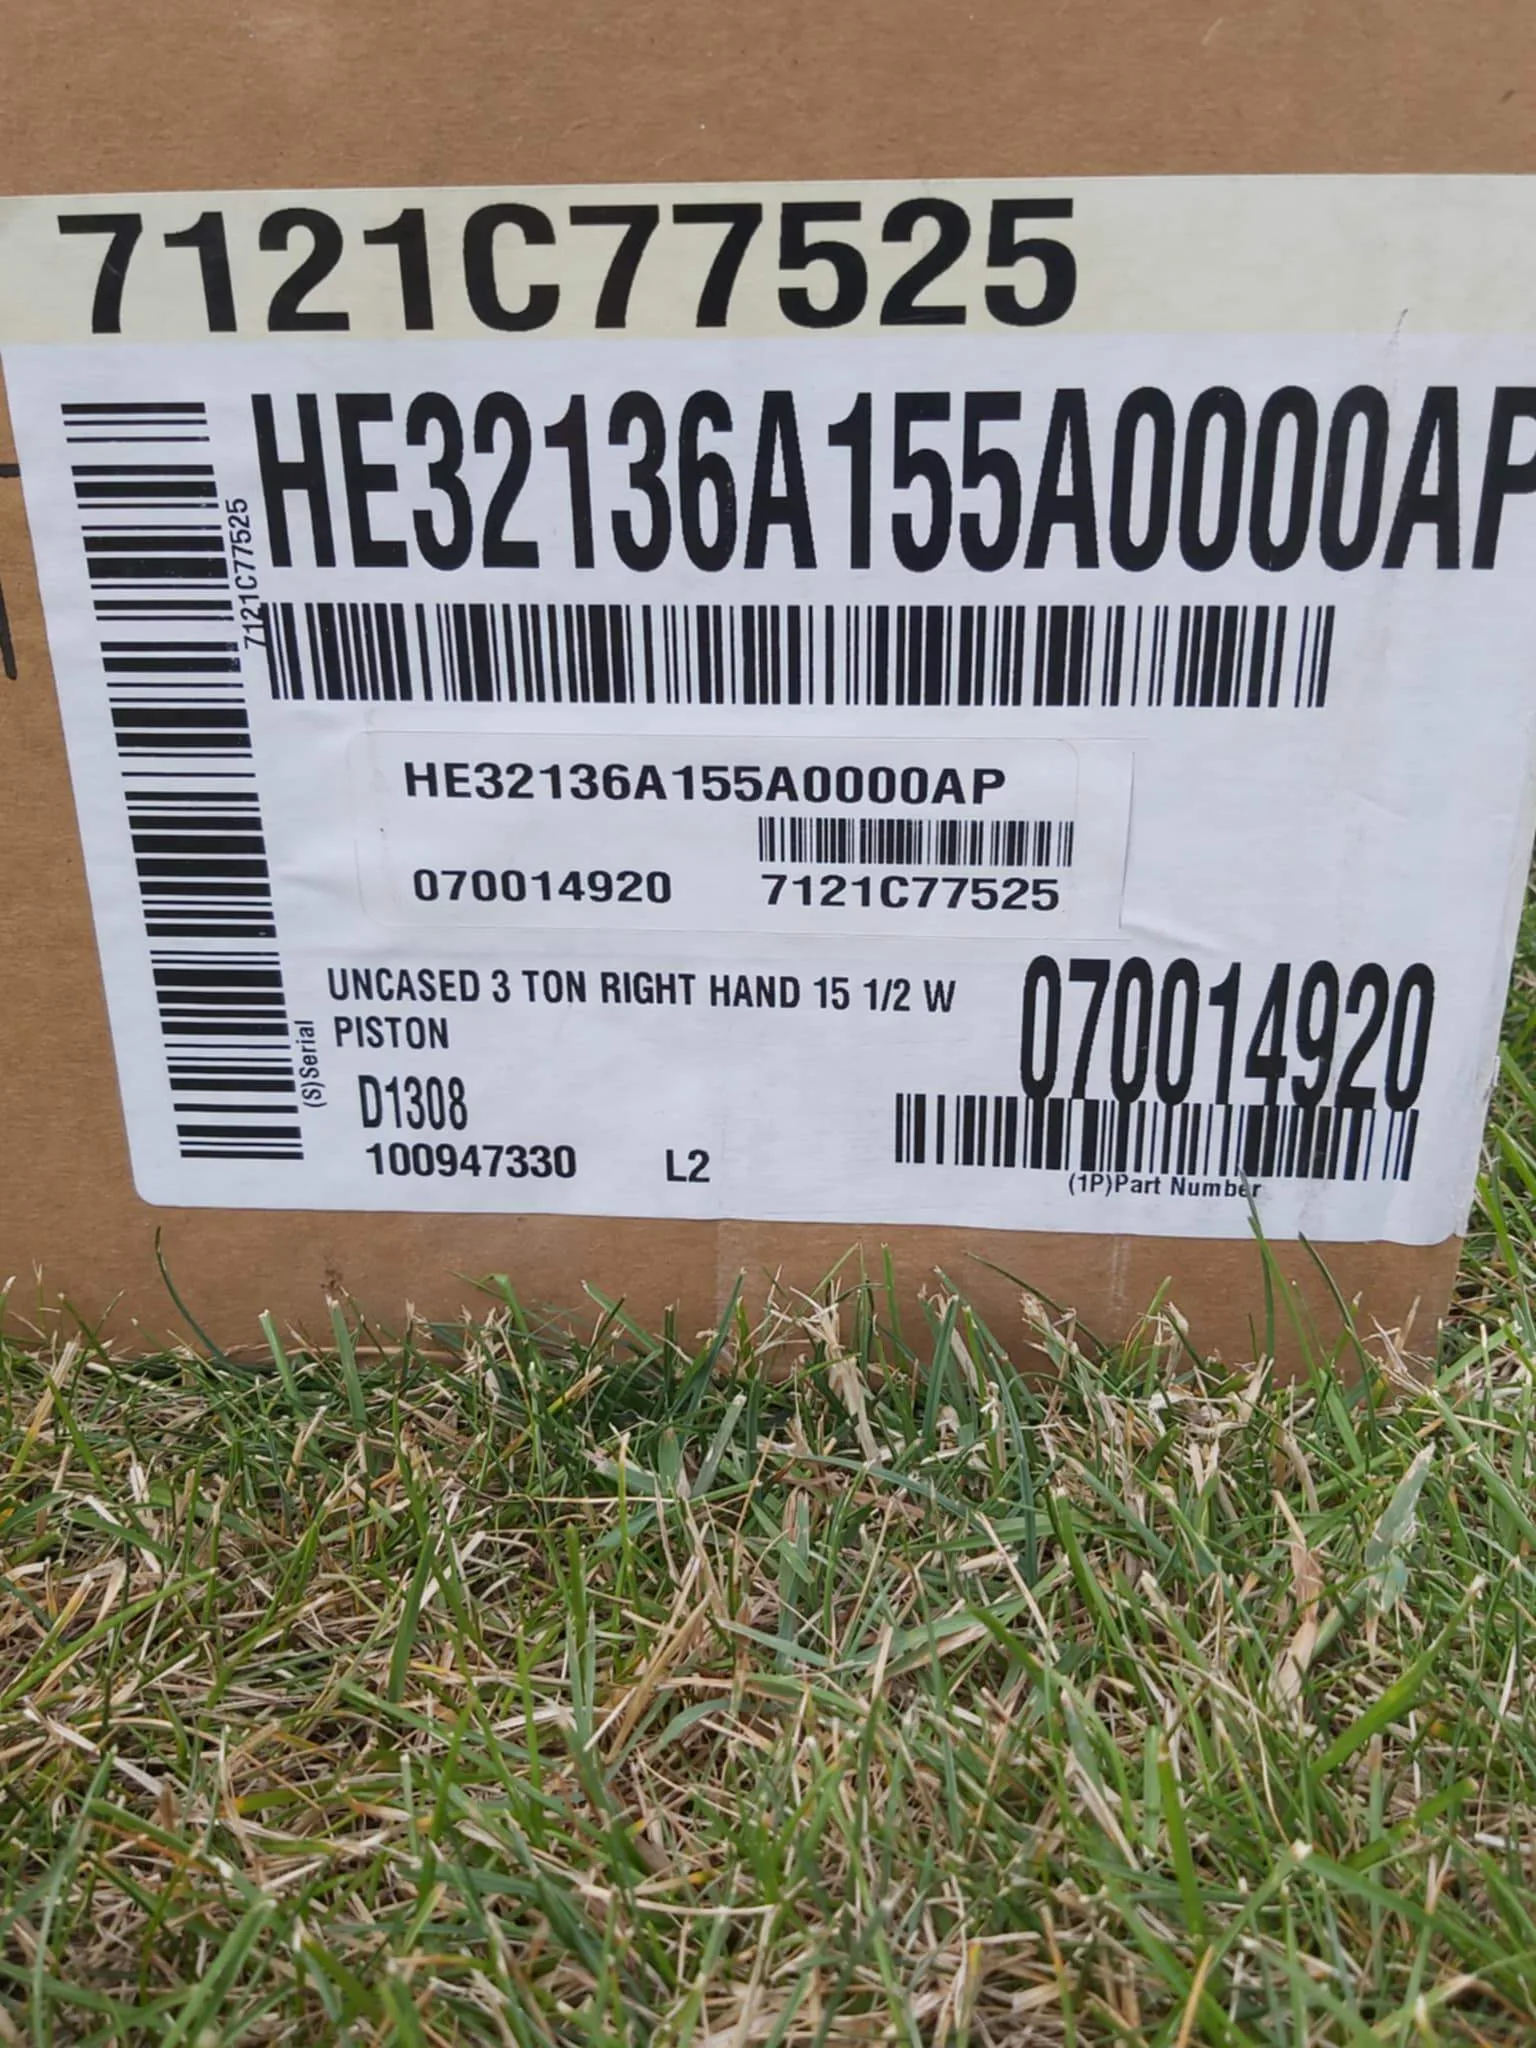 7121C77525
HE32136A155A0000AP
7121C77525
HE32136A155A0000AP
070014920
7121C77525
UNCASED 3 TON RIGHT HAND 15 1/2 W
PISTON
070014920
(S)Serial
D1308
100947330
L2
(1P)Part Number